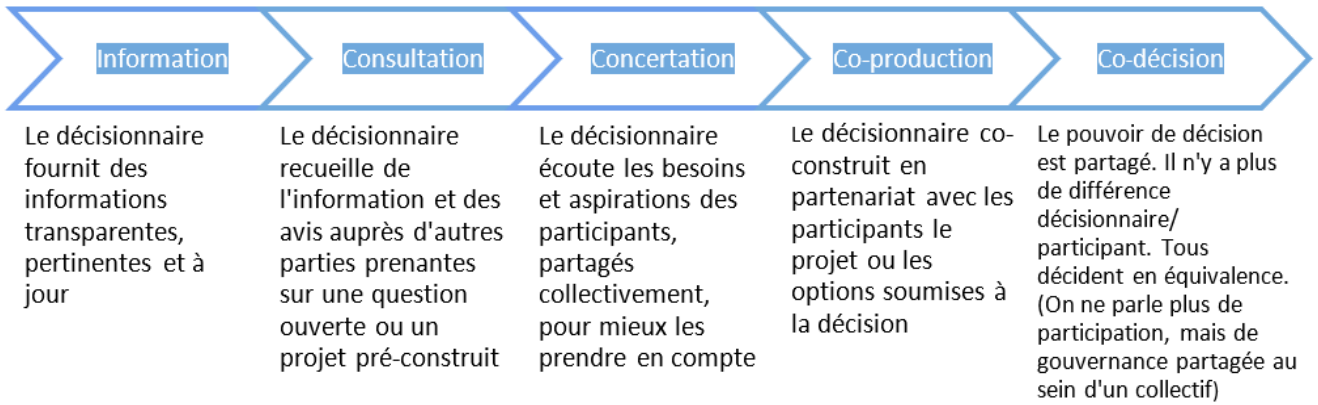 Information
Consultation
Concertation
Co-production
Co-décision
Le décisionnaire
fournit des
informations
transparentes,
pertinentes et à
jour
Le décisionnaire
recueille de
l'information et des
avis auprès d'autres
parties prenantes
sur une question
ouverte ou un
projet pré-construit
Le décisionnaire
écoute les besoins
et aspirations des
participants,
partagés
collectivement,
pour mieux les
prendre en compte
Le décisionnaire co-
construit en
partenariat avec les
participants le
projet ou les
options soumises à
la décision
Le pouvoir de décision
est partagé. Il n'y a plus
de différence
décisionnaire/
participant. Tous
décident en équivalence.
(On ne parle plus de
participation, mais de
gouvernance partagée au
sein d'un collectif)